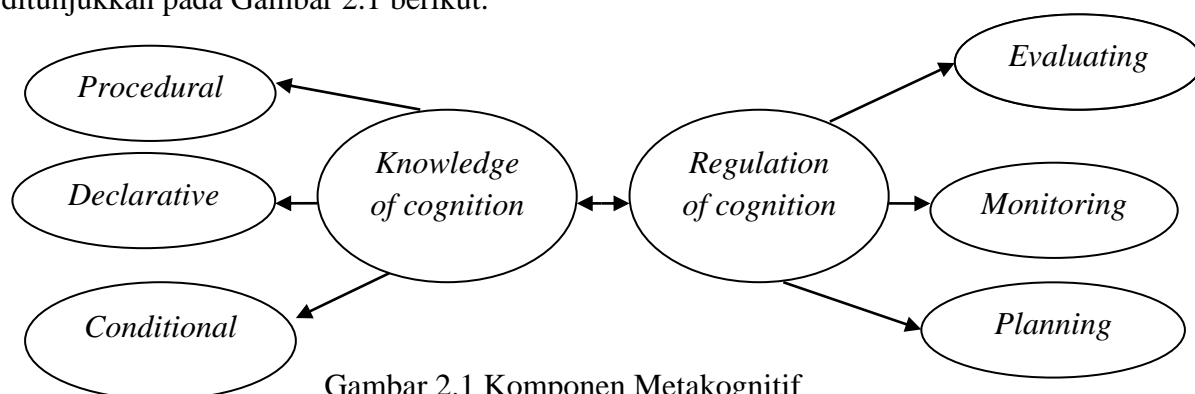 ditunjukkan pada Gambar 2.1 berikut.
Procedural
Declarative
Conditional
Knowledge
of cognition
Regulation
of cognition
Evaluating
Monitoring
Planning
Gambar 2.1 Komponen Metakognitif